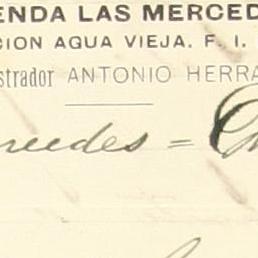 ENDA LAS MERCED
CION AGUA VIEJA. F. I.
strador ANTONIO HERRA
rcedes =